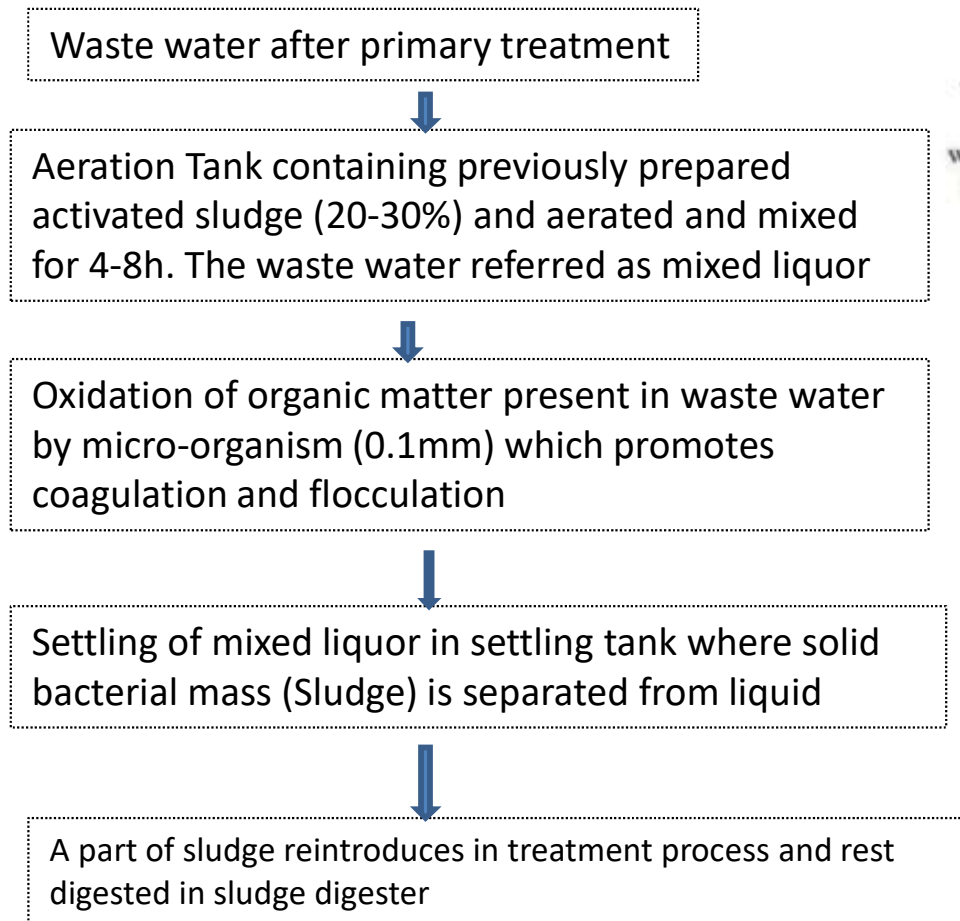 Waste water after primary treatment
Aeration Tank containing previously prepared
activated sludge (20-30%) and aerated and mixed
for 4-8h. The waste water referred as mixed liquor
Oxidation of organic matter present in waste water
by micro-organism (0.1mm) which promotes
coagulation and flocculation
Settling of mixed liquor in settling tank where solid
bacterial mass (Sludge) is separated from liquid
A part of sludge reintroduces in treatment process and rest
digested in sludge digester